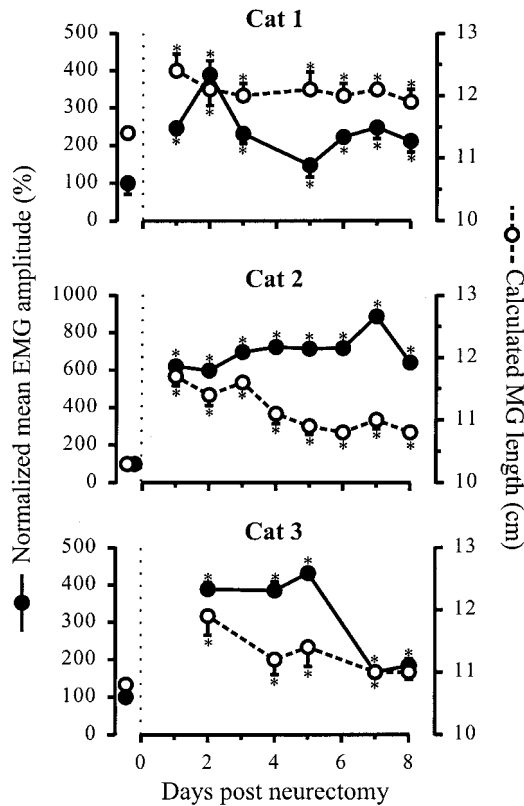 Cat 1
500
400
300
200
100
0
13
12
11
10
* * * * * * *
* * * * * * *
Cat 2
1000
800
600
400
200
0
13
12
11
10
* * * * * * * *
* * * * * * * *
Cat 3
500
400
300
200
100
0
13
12
11
10
* * * * *
* * * *
0 2 4 6 8
Days post neurectomy
Normalized mean EMG amplitude (%)
Calculated MG length (cm)